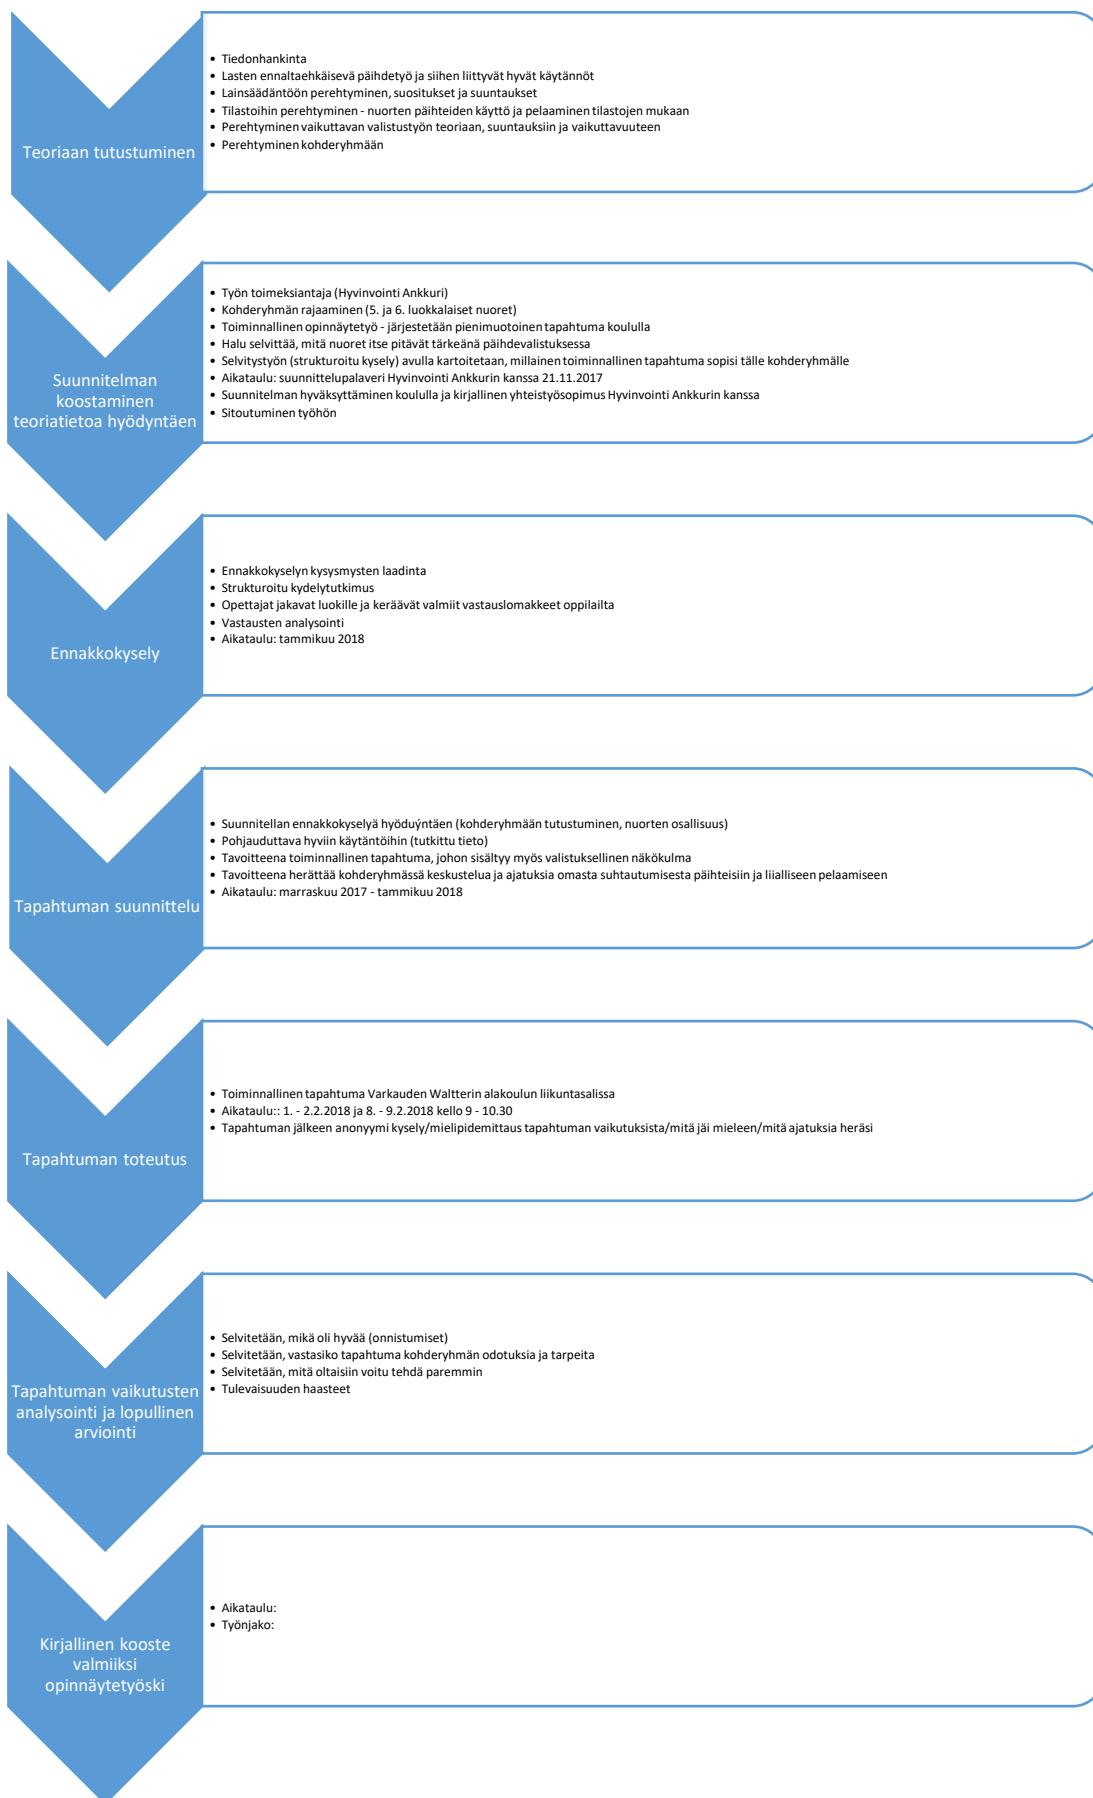 Teoriaan tutustuminen
• Tiedonhankinta
• Lasten ennaltaehkäisevä päihdetyö ja siihen liittyvät hyvät käytännöt
• Lainsäädäntöön perehtyminen, suositukset ja suuntaukset
• Tilastoihin perehtyminen - nuorten päihteiden käyttö ja pelaaminen tilastojen mukaan
• Perehtyminen vaikuttavan valistustyön teoriaan, suuntauksiin ja vaikuttavuuteen
• Perehtyminen kohderyhmään
Suunnitelman
koostaminen
teoriatietoa hyödyntäen
• Työn toimeksiantaja (Hyvinvointi Ankkuri)
• Kohderyhmän rajaaminen (5. ja 6. luokkalaiset nuoret)
• Toiminnallinen opinnäytetyö - järjestetään pienimuotoinen tapahtuma koululla
• Halu selvittää, mitä nuoret itse pitävät tärkeänä päihdevalistuksessa
• Selvitystyön (strukturoitu kysely) avulla kartoitetaan, millainen toiminnallinen tapahtuma sopisi tälle kohderyhmälle
• Aikataulu: suunnittelupalaveri Hyvinvointi Ankkurin kanssa 21.11.2017
• Suunnitelman hyväksyttäminen koululla ja kirjallinen yhteistyösopimus Hyvinvointi Ankkurin kanssa
• Sitoutuminen työhön
Ennakkokysely
• Ennakkokyselyn kysysmysten laadinta
• Strukturoitu kydelytutkimus
• Opettajat jakavat luokille ja keräävät valmiit vastauslomakkeet oppilailta
• Vastausten analysointi
• Aikataulu: tammikuu 2018
Tapahtuman suunnittelu
• Suunnitellan ennakkokyselyä hyöduýntäen (kohderyhmään tutustuminen, nuorten osallisuus)
• Pohjauduttava hyviin käytäntöihin (tutkittu tieto)
• Tavoitteena toiminnallinen tapahtuma, johon sisältyy myös valistuksellinen näkökulma
• Tavoitteena herättää kohderyhmässä keskustelua ja ajatuksia omasta suhtautumisesta päihteisiin ja liialliseen pelaamiseen
• Aikataulu: marraskuu 2017 - tammikuu 2018
Tapahtuman toteutus
• Toiminnallinen tapahtuma Varkauden Waltterin alakoulun liikuntasalissa
• Aikataulu:: 1. - 2.2.2018 ja 8. - 9.2.2018 kello 9 - 10.30
• Tapahtuman jälkeen anonyymi kysely/mielipidemittaus tapahtuman vaikutuksista/mitä jäi mieleen/mitä ajatuksia heräsi
Tapahtuman vaikutusten
analysointi ja lopullinen
arviointi
• Selvitetään, mikä oli hyvää (onnistumiset)
• Selvitetään, vastasiko tapahtuma kohderyhmän odotuksia ja tarpeita
• Selvitetään, mitä oltaisiin voitu tehdä paremmin
• Tulevaisuuden haasteet
Kirjallinen kooste
valmiiksi
opinnäytetyöski
• Aikataulu:
• Työnjako: